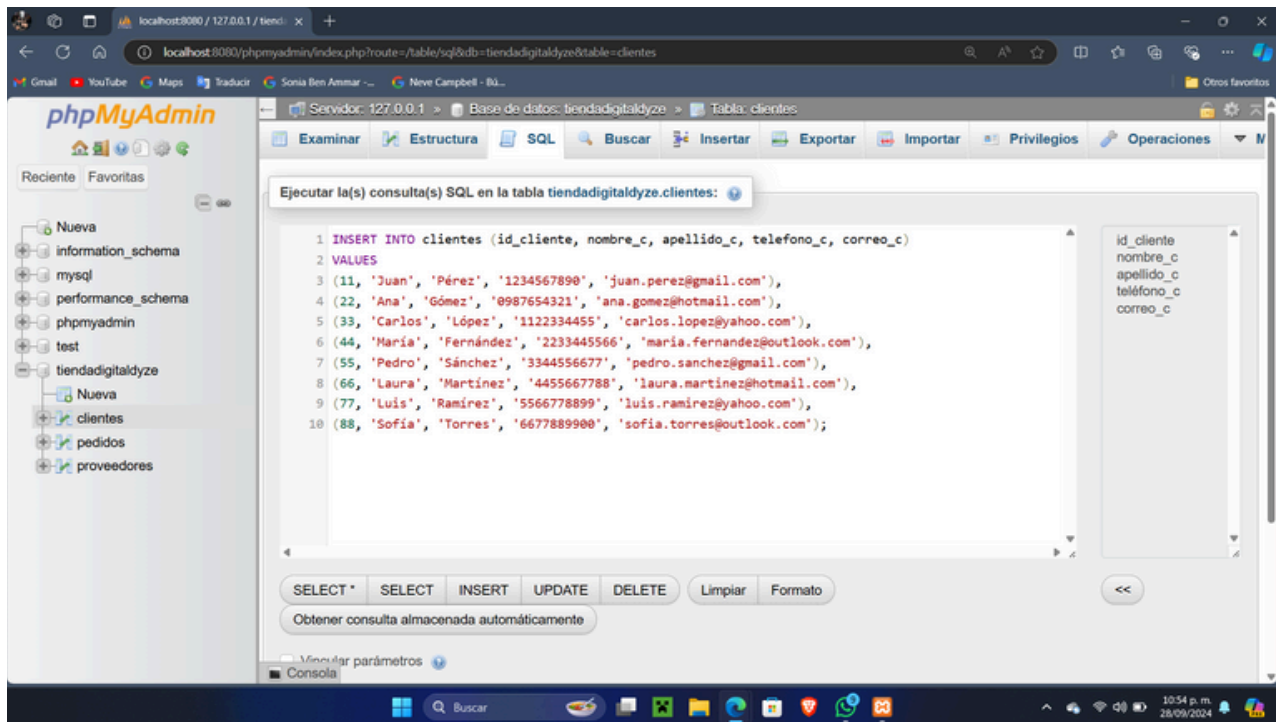 localhost:8080 / 127.0.0.1 / tienda
localhost:8080/phpmyadmin/index.php?route=/table/sql&db=tiendadigitaldyze&table=clientes
Gmail YouTube Maps Traducir Sonia Ben Ammar -... Neve Campbell - Bú... Otros favoritos
phpMyAdmin
Reciente Favoritas
Nueva
information_schema
mysql
performance_schema
phpmyadmin
test
tiendadigitaldyze
Nueva
clientes
pedidos
proveedores
Servidor: 127.0.0.1 » Base de datos: tiendadigitaldyze » Tabla: clientes
Examinar Estructura SQL Buscar Insertar Exportar Importar Privilegios Operaciones M
Ejecutar la(s) consulta(s) SQL en la tabla tiendadigitaldyze.clientes:
1 INSERT INTO clientes (id_cliente, nombre_c, apellido_c, telefono_c, correo_c)
2 VALUES
3 (11, 'Juan', 'Pérez', '1234567890', 'juan.perez@gmail.com'),
4 (22, 'Ana', 'Gómez', '0987654321', 'ana.gomez@hotmail.com'),
5 (33, 'Carlos', 'López', '1122334455', 'carlos.lopez@yahoo.com'),
6 (44, 'María', 'Fernández', '2233445566', 'maria.fernandez@outlook.com'),
7 (55, 'Pedro', 'Sánchez', '3344556677', 'pedro.sanchez@gmail.com'),
8 (66, 'Laura', 'Martínez', '4455667788', 'laura.martinez@hotmail.com'),
9 (77, 'Luis', 'Ramírez', '5566778899', 'luis.ramirez@yahoo.com'),
10 (88, 'Sofía', 'Torres', '6677889900', 'sofia.torres@outlook.com');
id_cliente
nombre_c
apellido_c
teléfono_c
correo_c
SELECT * SELECT INSERT UPDATE DELETE Limpiar Formato <<
Obtener consulta almacenada automáticamente
Vincular parámetros
Consola
Buscar
10:54 p. m.
28/09/2024